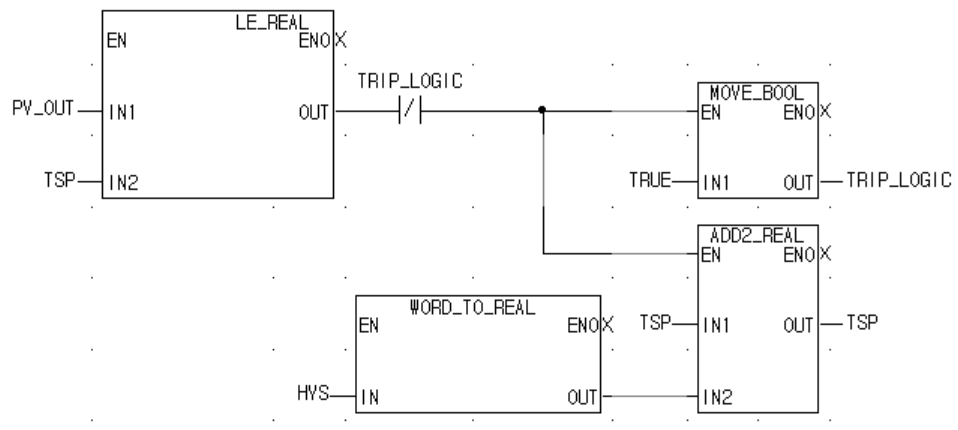 LE_REAL
EN ENO
PV_OUT IN1 OUT
TSP IN2
TRIP_LOGIC
MOVE_BOOL
EN ENO
TRUE IN1 OUT TRIP_LOGIC
ADD2_REAL
EN ENO
TSP IN1 OUT TSP
IN2
WORD_TO_REAL
EN ENO
HYS IN OUT